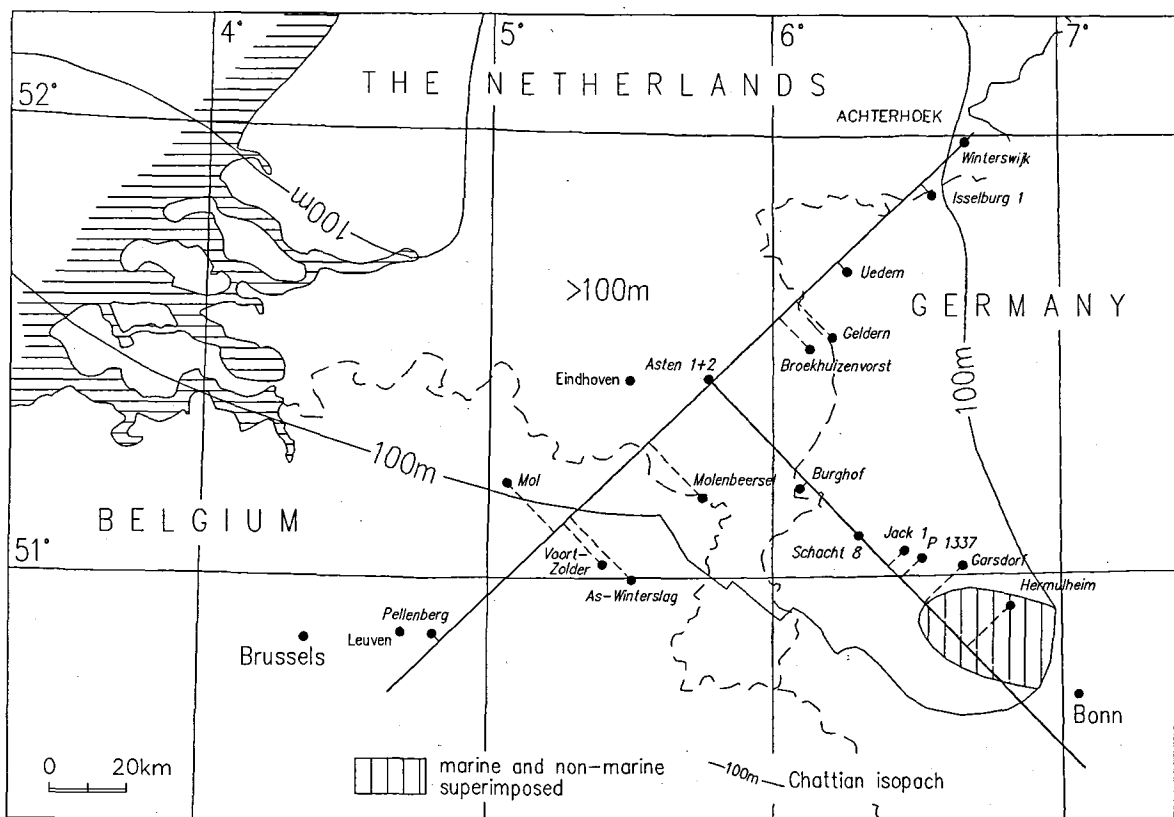 4°
5°
6°
7°
THE NETHERLANDS
52°
ACHTERHOEK
Winterswijk
Isselburg 1
100m
Uedem
>100m
GERMANY
Geldern
Broekhuizenvorst
Asten 1+2
Eindhoven
100m
100m
Mol
Molenbeersel
Burghof
BELGIUM
Jack 1
P 1337
Schacht 8
Garsdorf
51°
Voort-
Zolder
As-Winterslag
Hermulheim
Pellenberg
Leuven
Brussels
Bonn
0 20km
marine and non-marine
superimposed
100m
Chattian isopach